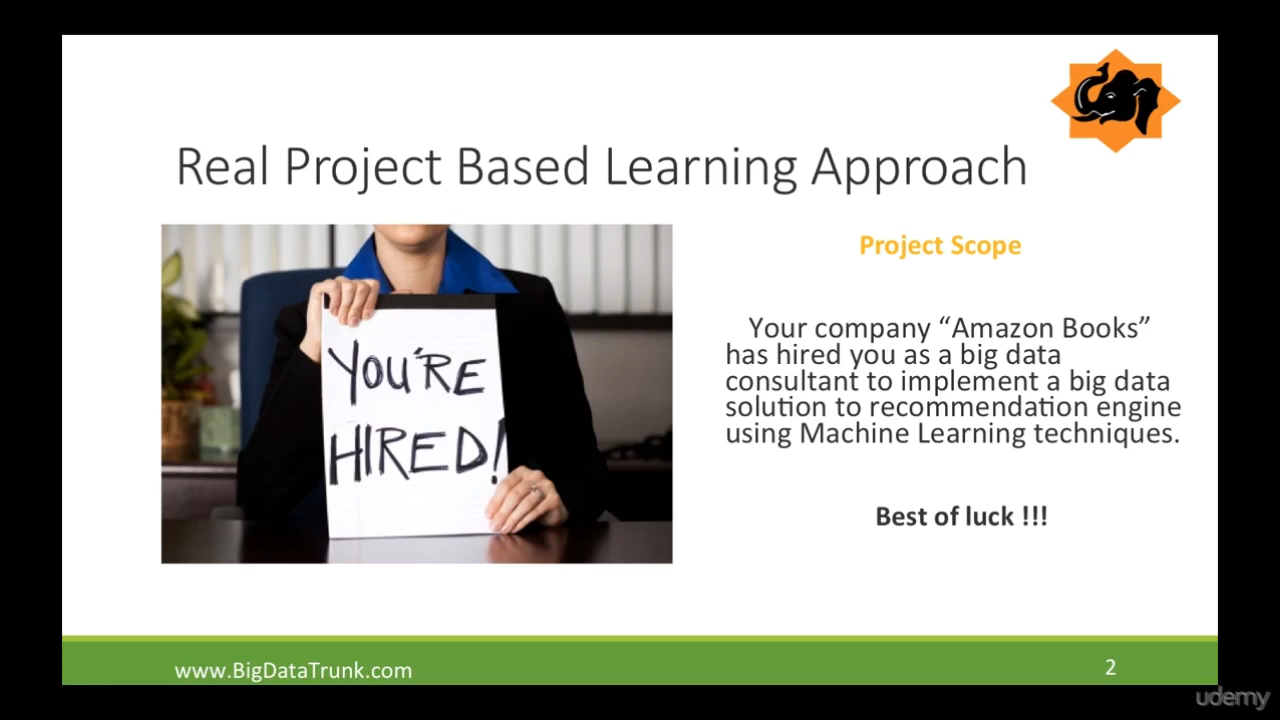 Real Project Based Learning Approach
YOU'RE
HIRED!
Project Scope
Your company “Amazon Books”
has hired you as a big data
consultant to implement a big data
solution to recommendation engine
using Machine Learning techniques.
Best of luck !!!
www.BigDataTrunk.com
2
udemy